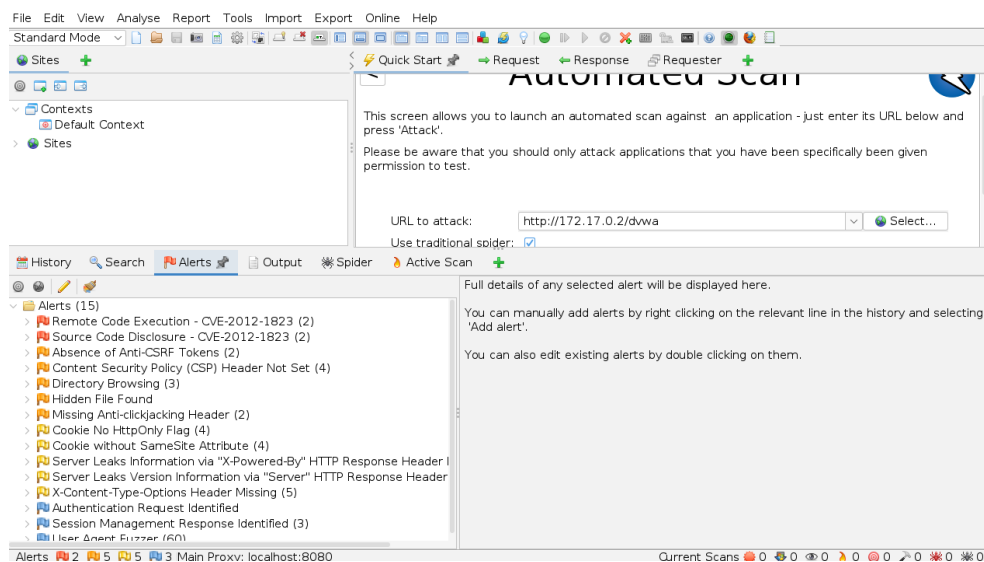 File Edit View Analyse Report Tools Import Export Online Help
Standard Mode
Sites
Quick Start Request Response Requester
Automated Scan
This screen allows you to launch an automated scan against an application - just enter its URL below and
press 'Attack'.
Please be aware that you should only attack applications that you have been specifically been given
permission to test.
URL to attack: http://172.17.0.2/dvwa Select...
Use traditional spider:
Contexts
Default Context
Sites
History Search Alerts Output Spider Active Scan
Alerts (15)
Remote Code Execution - CVE-2012-1823 (2)
Source Code Disclosure - CVE-2012-1823 (2)
Absence of Anti-CSRF Tokens (2)
Content Security Policy (CSP) Header Not Set (4)
Directory Browsing (3)
Hidden File Found
Missing Anti-clickjacking Header (2)
Cookie No HttpOnly Flag (4)
Cookie without SameSite Attribute (4)
Server Leaks Information via "X-Powered-By" HTTP Response Header
Server Leaks Version Information via "Server" HTTP Response Header
X-Content-Type-Options Header Missing (5)
Authentication Request Identified
Session Management Response Identified (3)
User Agent Fuzzer (60)
Full details of any selected alert will be displayed here.
You can manually add alerts by right clicking on the relevant line in the history and selecting
'Add alert'.
You can also edit existing alerts by double clicking on them.
Alerts 2 5 5 3 Main Proxy: localhost:8080 Current Scans 0 0 0 0 0 0 0 0